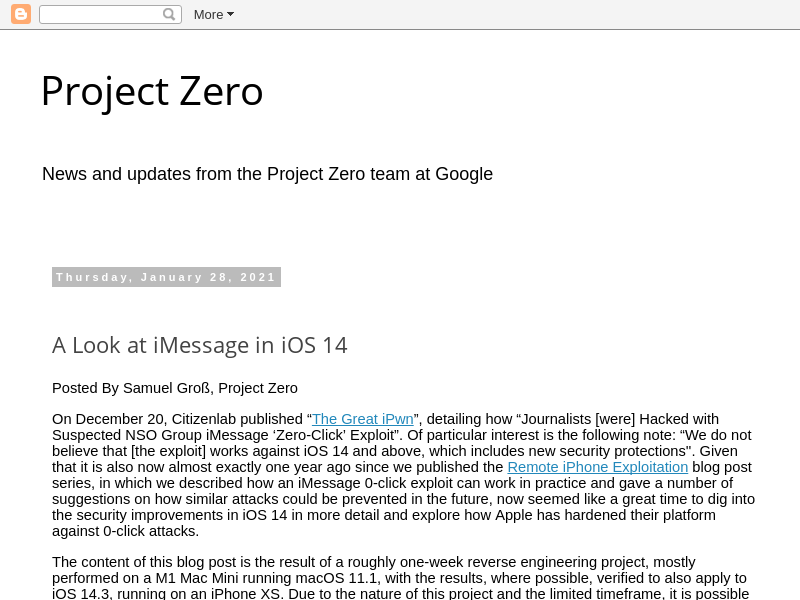 More
Project Zero
News and updates from the Project Zero team at Google
Thursday, January 28, 2021
A Look at iMessage in iOS 14
Posted By Samuel Groß, Project Zero
On December 20, Citizenlab published “The Great iPwn”, detailing how “Journalists [were] Hacked with
Suspected NSO Group iMessage ‘Zero-Click’ Exploit”. Of particular interest is the following note: “We do not
believe that [the exploit] works against iOS 14 and above, which includes new security protections". Given
that it is also now almost exactly one year ago since we published the Remote iPhone Exploitation blog post
series, in which we described how an iMessage 0-click exploit can work in practice and gave a number of
suggestions on how similar attacks could be prevented in the future, now seemed like a great time to dig into
the security improvements in iOS 14 in more detail and explore how Apple has hardened their platform
against 0-click attacks.
The content of this blog post is the result of a roughly one-week reverse engineering project, mostly
performed on a M1 Mac Mini running macOS 11.1, with the results, where possible, verified to also apply to
iOS 14.3, running on an iPhone XS. Due to the nature of this project and the limited timeframe, it is possible